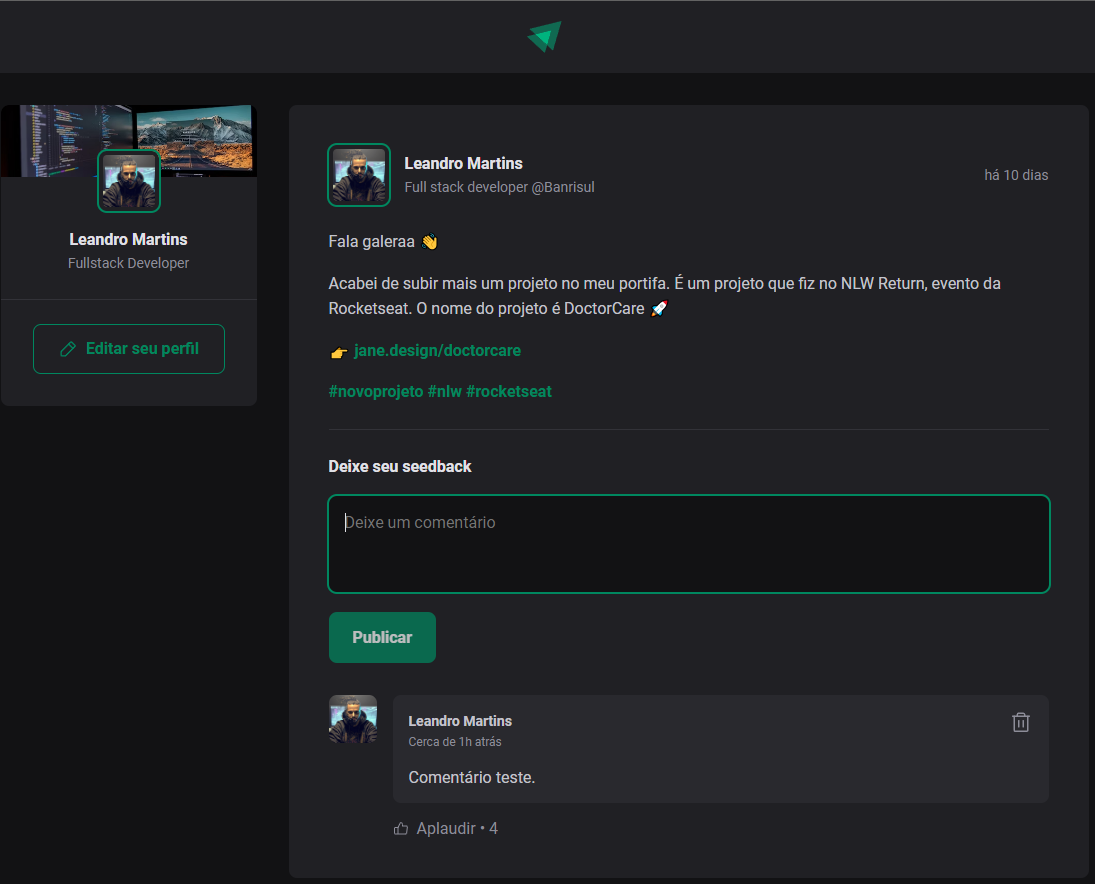 Leandro Martins
Fullstack Developer
Editar seu perfil
Leandro Martins
Full stack developer @Banrisul
há 10 dias
Fala galeraa 👋
Acabei de subir mais um projeto no meu portifa. É um projeto que fiz no NLW Return, evento da
Rocketseat. O nome do projeto é DoctorCare 🚀
👉 jane.design/doctorcare
#novoprojeto #nlw #rocketseat
Deixe seu seedback
Deixe um comentário
Publicar
Leandro Martins
Cerca de 1h atrás
Comentário teste.
Aplaudir • 4